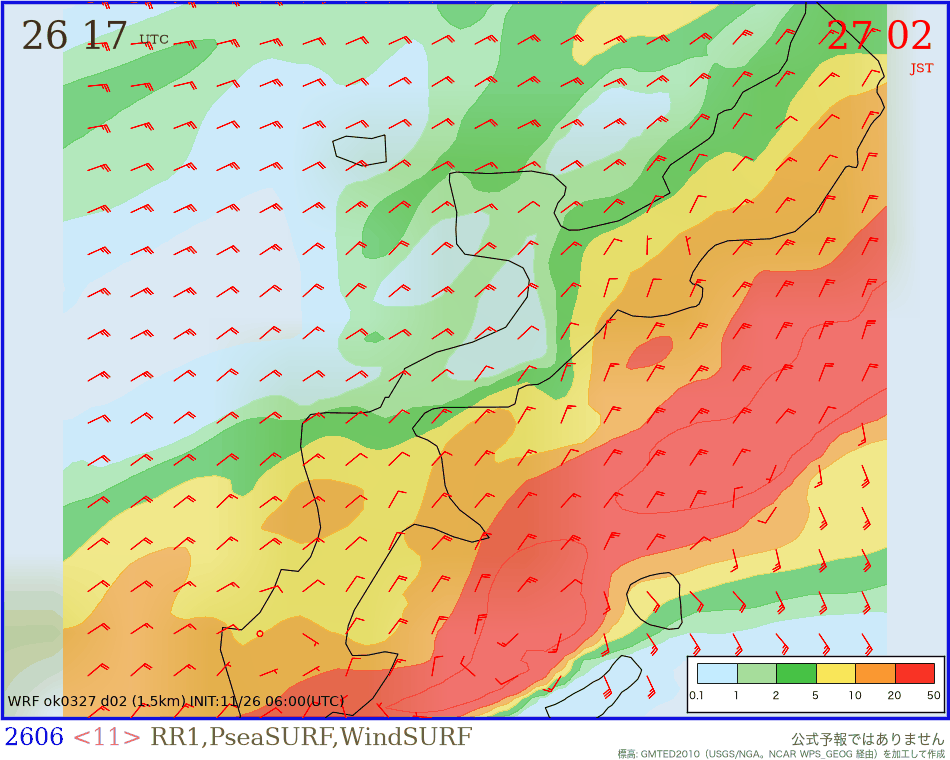 26 17 UTC
27 02
JST
0.1 1 2 5 10 20 50
WRF ok0327 d02 (1.5km) INIT:11/26 06:00(UTC)
2606 <11> RR1,PseaSURF,WindSURF
公式予報ではありません
標高: GMTED2010（USGS/NGA。NCAR WPS_GEOG 経由）を加工して作成